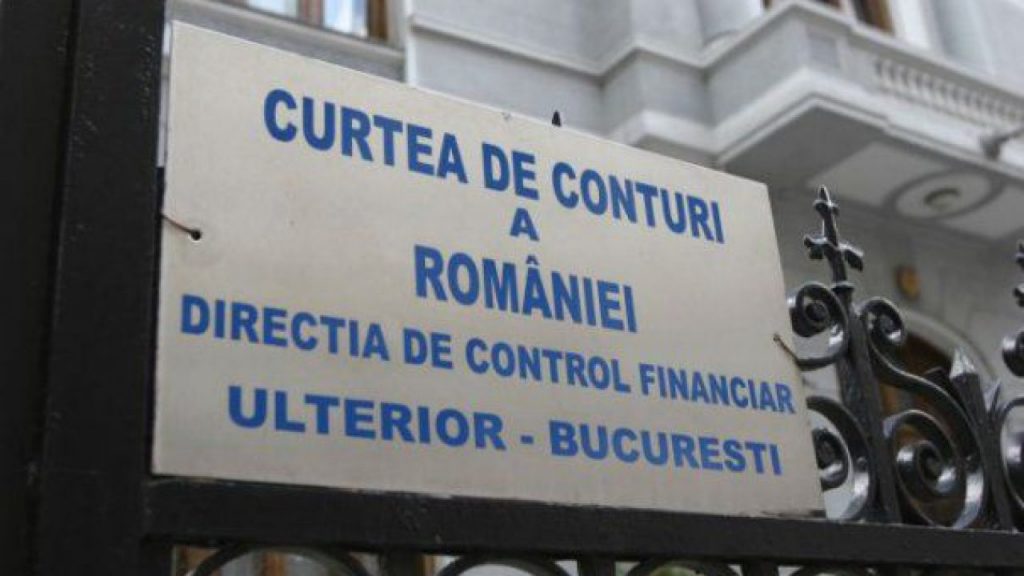 CURTEA DE CONTURI
A
ROMÂNIEI
DIRECTIA DE CONTROL FINANCIAR
ULTERIOR - BUCURESTI